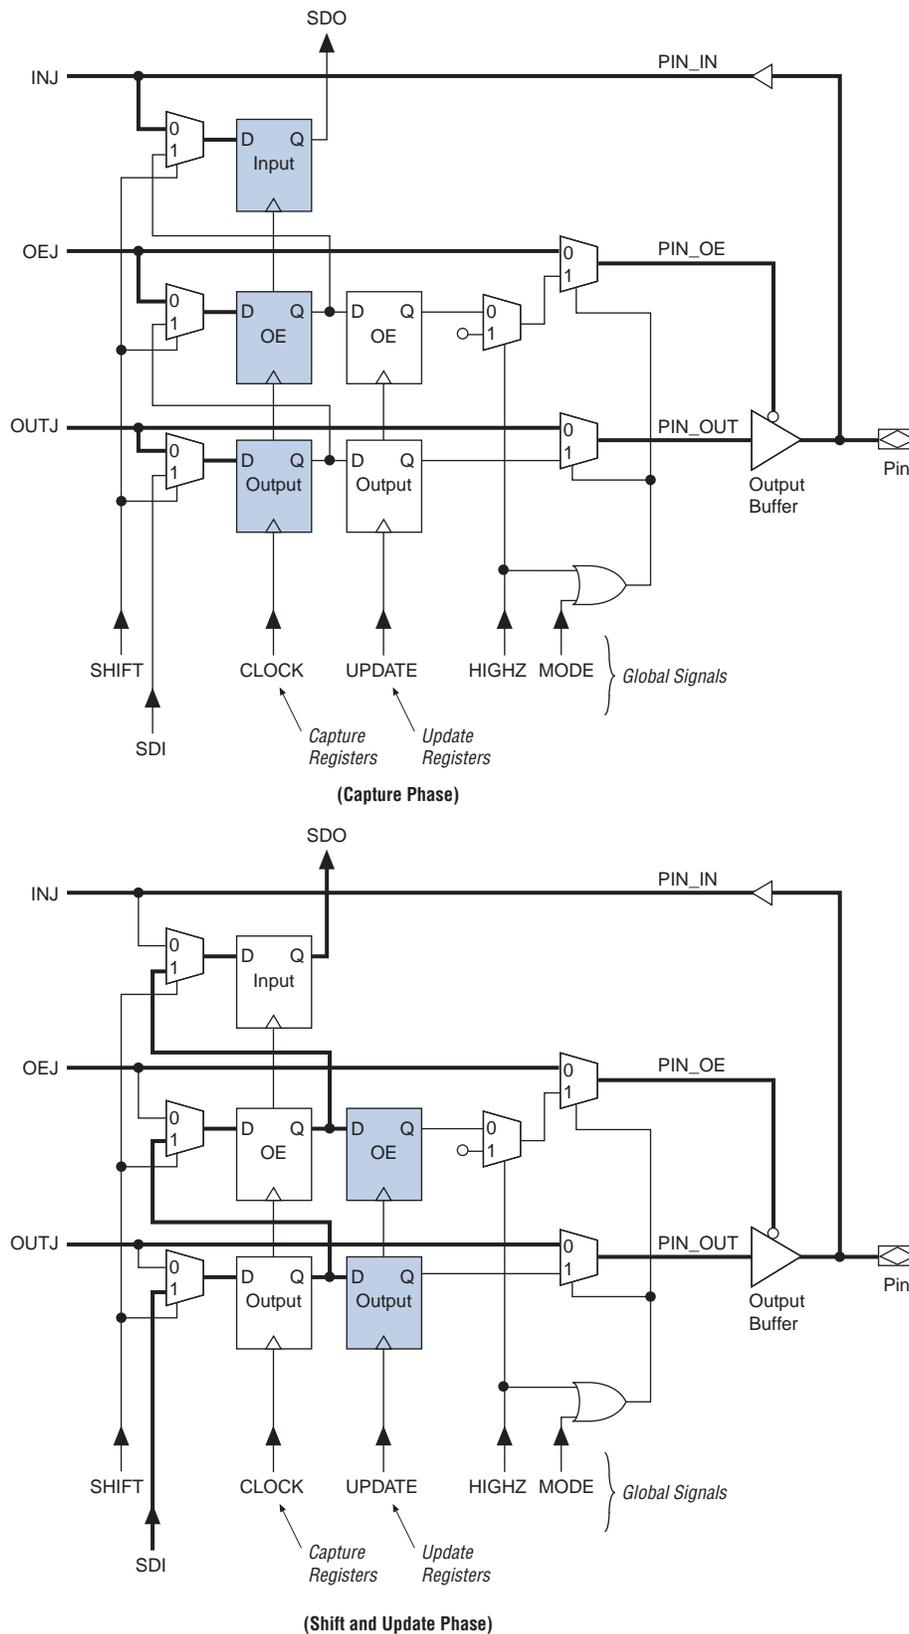 SDO
INJ
PIN_IN
0
1
D Q
Input
OEJ
0
1
PIN_OE
0
1
D Q
OE
D Q
OE
0
1
OUTJ
0
1
PIN_OUT
0
1
D Q
Output
D Q
Output
Pin
Output
Buffer
SHIFT
CLOCK
UPDATE
HIGHZ
MODE
Global Signals
SDI
Capture
Registers
Update
Registers
(Capture Phase)
SDO
INJ
PIN_IN
0
1
D Q
Input
OEJ
0
1
PIN_OE
0
1
D Q
OE
D Q
OE
0
1
OUTJ
0
1
PIN_OUT
0
1
D Q
Output
D Q
Output
Pin
Output
Buffer
SHIFT
CLOCK
UPDATE
HIGHZ
MODE
Global Signals
SDI
Capture
Registers
Update
Registers
(Shift and Update Phase)